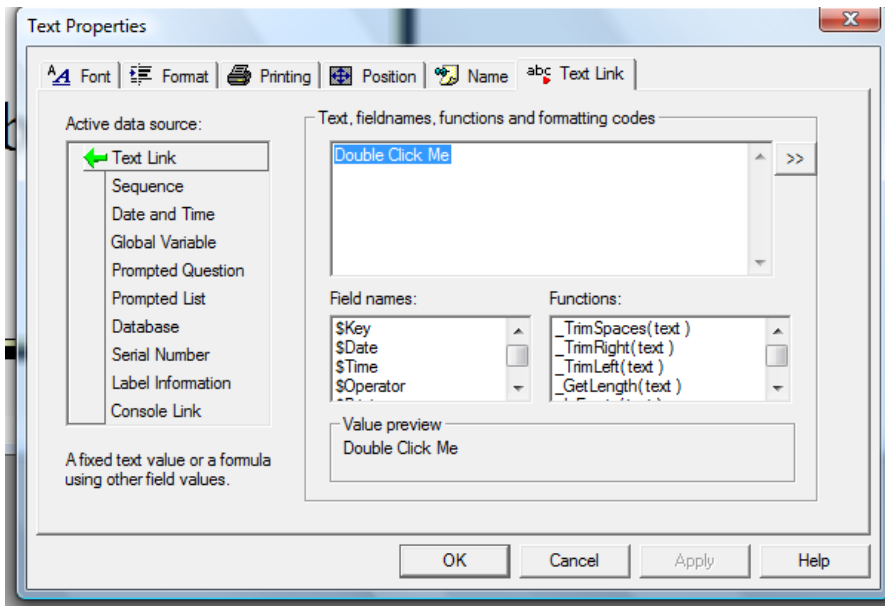 Text Properties
Font Format Printing Position Name abc Text Link
Active data source:
Text Link
Sequence
Date and Time
Global Variable
Prompted Question
Prompted List
Database
Serial Number
Label Information
Console Link
A fixed text value or a formula
using other field values.
Text, fieldnames, functions and formatting codes
Double Click Me
>>
Field names:
$Key
$Date
$Time
$Operator
Functions:
_TrimSpaces( text )
_TrimRight( text )
_TrimLeft( text )
_GetLength( text )
Value preview
Double Click Me
OK Cancel Apply Help